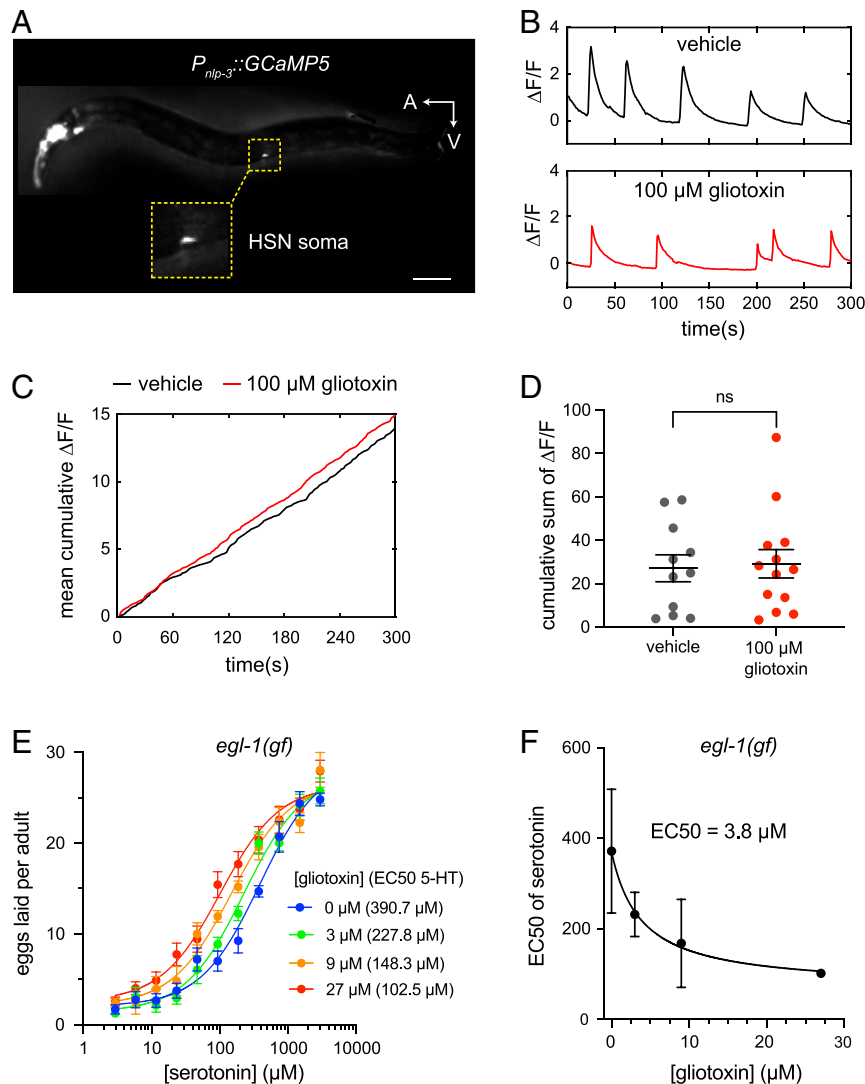 A
P_nlp-3::GCaMP5
A
V
HSN soma
B
vehicle
ΔF/F
4
2
0
100 µM gliotoxin
ΔF/F
4
2
0
0 50 100 150 200 250 300
time(s)
C
vehicle 100 µM gliotoxin
mean cumulative ΔF/F
15
10
5
0
0 60 120 180 240 300
time(s)
D
ns
cumulative sum of ΔF/F
100
80
60
40
20
0
vehicle 100 µM
gliotoxin
E
egl-1(gf)
eggs laid per adult
30
20
10
0
[gliotoxin] (EC50 5-HT)
0 µM (390.7 µM)
3 µM (227.8 µM)
9 µM (148.3 µM)
27 µM (102.5 µM)
1 10 100 1000 10000
[serotonin] (µM)
F
egl-1(gf)
EC50 of serotonin
600
400
200
0
EC50 = 3.8 µM
0 10 20 30
[gliotoxin] (µM)